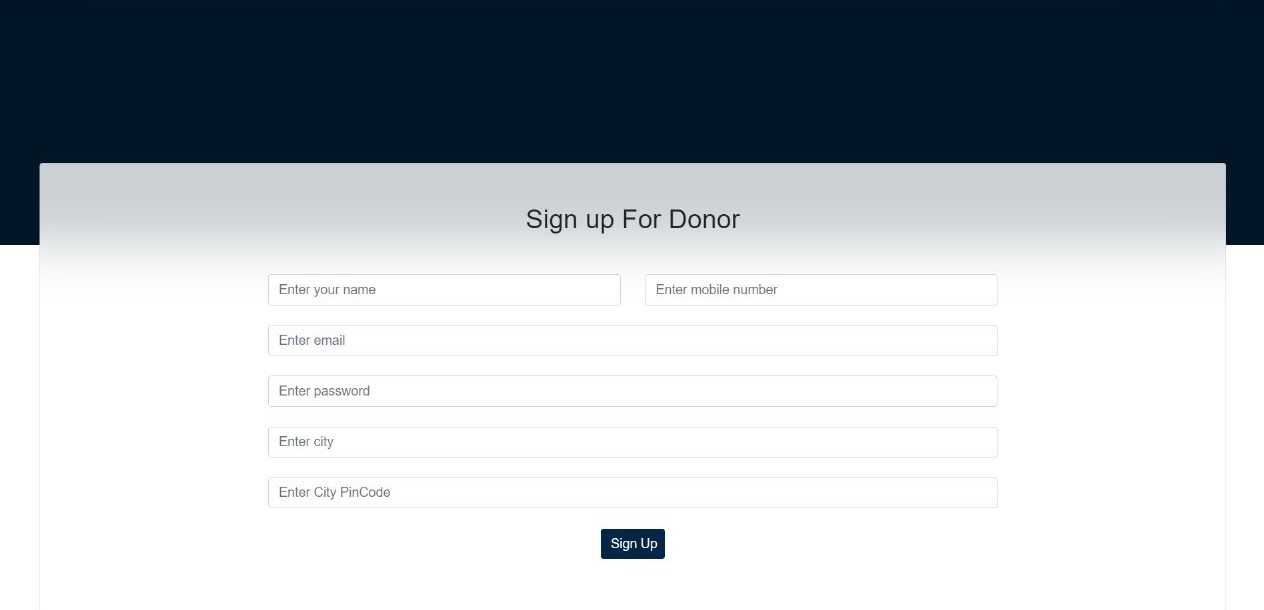 Sign up For Donor
Enter your name Enter mobile number
Enter email
Enter password
Enter city
Enter City PinCode
Sign Up